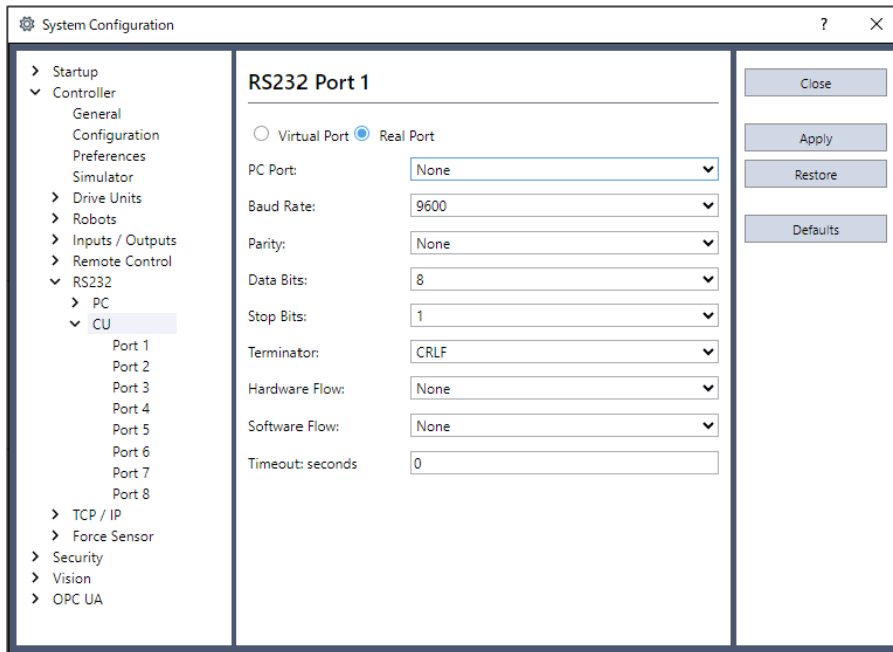 System Configuration
?
Startup
Controller
General
Configuration
Preferences
Simulator
Drive Units
Robots
Inputs / Outputs
Remote Control
RS232
PC
CU
Port 1
Port 2
Port 3
Port 4
Port 5
Port 6
Port 7
Port 8
TCP / IP
Force Sensor
Security
Vision
OPC UA
RS232 Port 1
Virtual Port Real Port
PC Port: None
Baud Rate: 9600
Parity: None
Data Bits: 8
Stop Bits: 1
Terminator: CRLF
Hardware Flow: None
Software Flow: None
Timeout: seconds 0
Close
Apply
Restore
Defaults